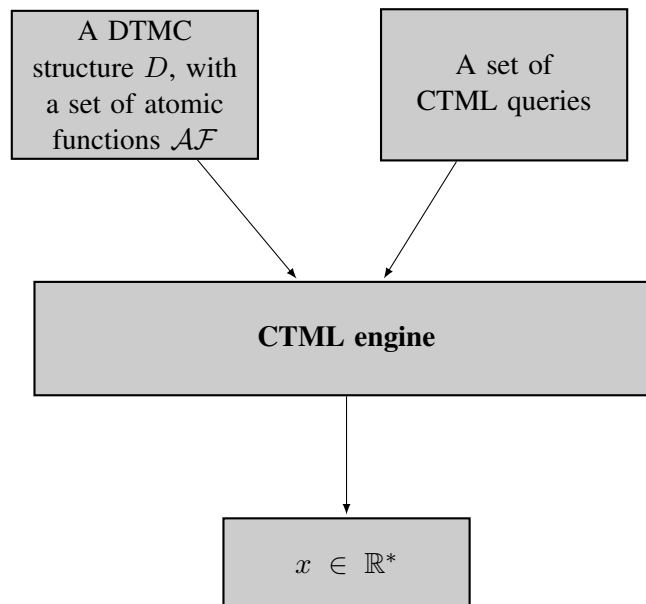 A DTMC
structure D, with
a set of atomic
functions 𝒜ℱ
A set of
CTML queries
CTML engine
x ∈ ℝ*